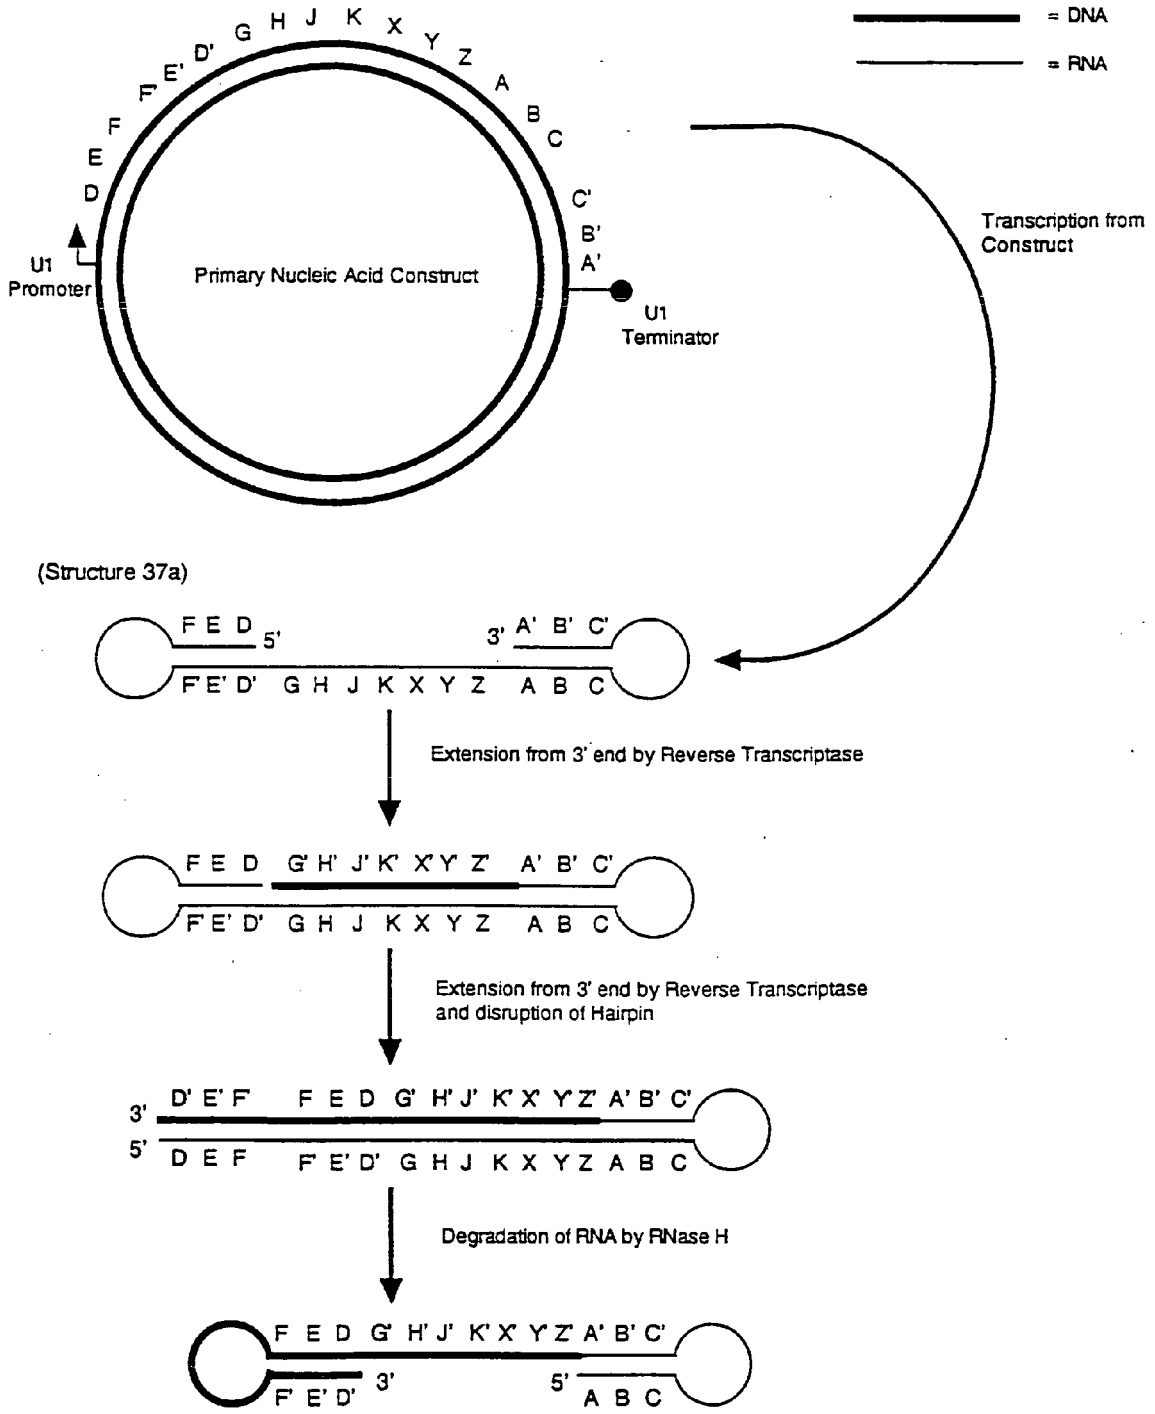 D E F F' E' D' G H J K X Y Z A B C C' B' A'
= DNA
= RNA
U1
Promoter
Primary Nucleic Acid Construct
U1
Terminator
Transcription from
Construct
(Structure 37a)
F E D 5' 3' A' B' C'
F' E' D' G H J K X Y Z A B C
Extension from 3' end by Reverse Transcriptase
F E D G' H' J' K' X' Y' Z' A' B' C'
F' E' D' G H J K X Y Z A B C
Extension from 3' end by Reverse Transcriptase
and disruption of Hairpin
3' D' E' F' F E D G' H' J' K' X' Y' Z' A' B' C'
5' D E F F' E' D' G H J K X Y Z A B C
Degradation of RNA by RNase H
F E D G' H' J' K' X' Y' Z' A' B' C'
F' E' D' 3' 5' A B C